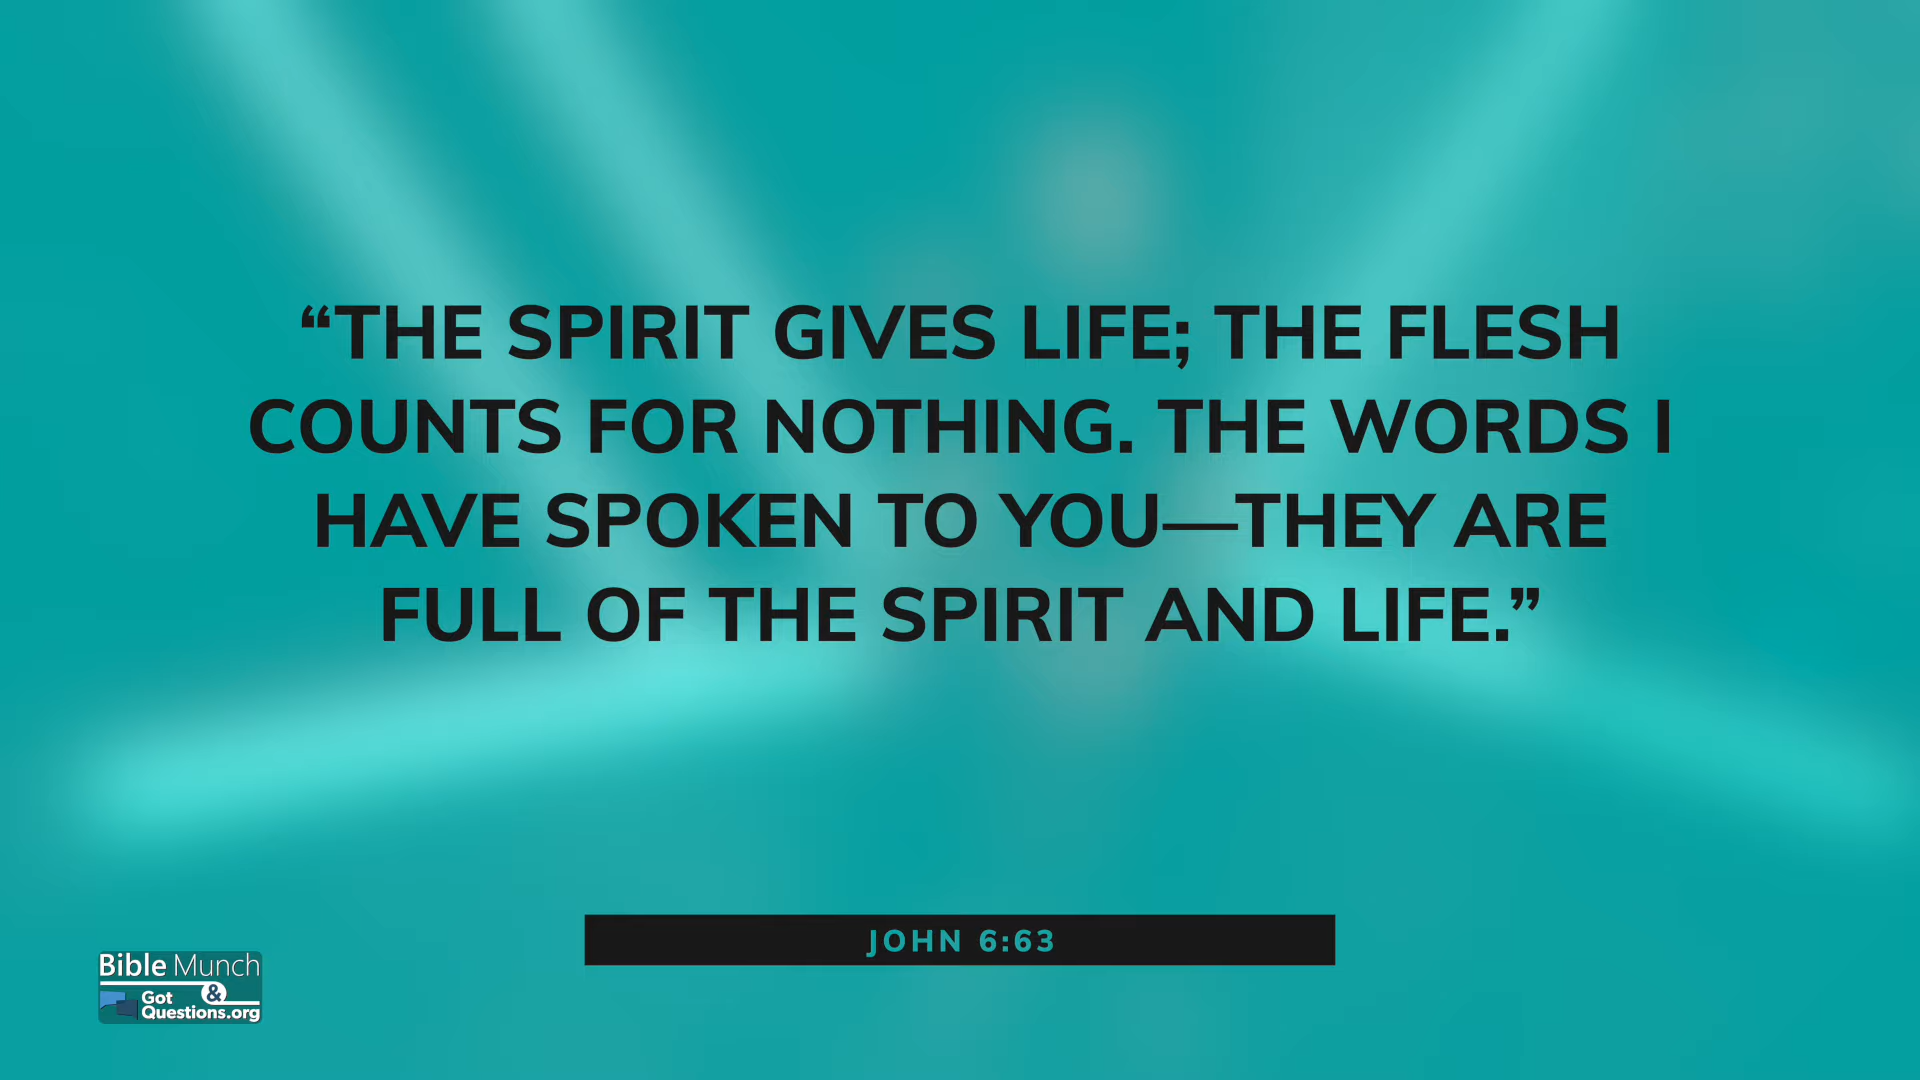 “THE SPIRIT GIVES LIFE; THE FLESH
COUNTS FOR NOTHING. THE WORDS I
HAVE SPOKEN TO YOU—THEY ARE
FULL OF THE SPIRIT AND LIFE.”
JOHN 6:63
Bible Munch
&
Got
Questions.org